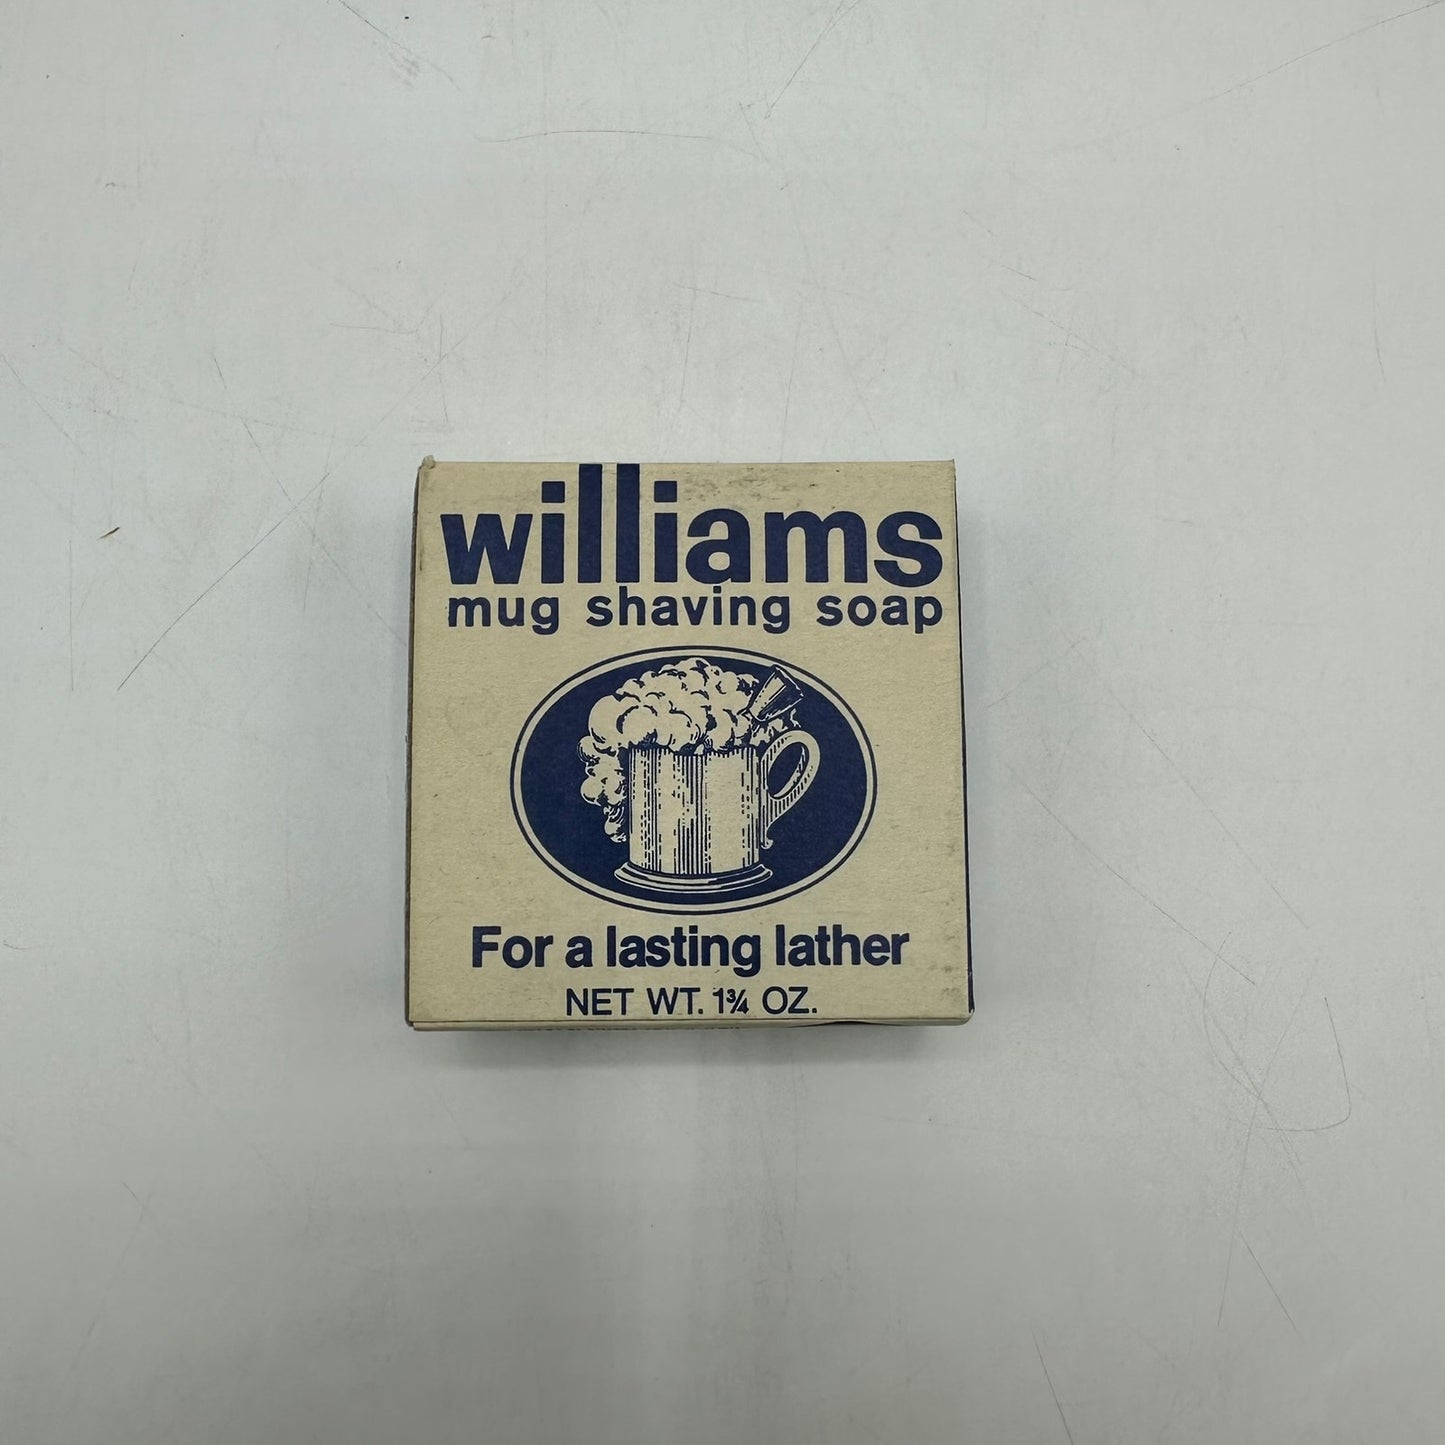 williams
mug shaving soap
For a lasting lather
NET WT. 1¾ OZ.